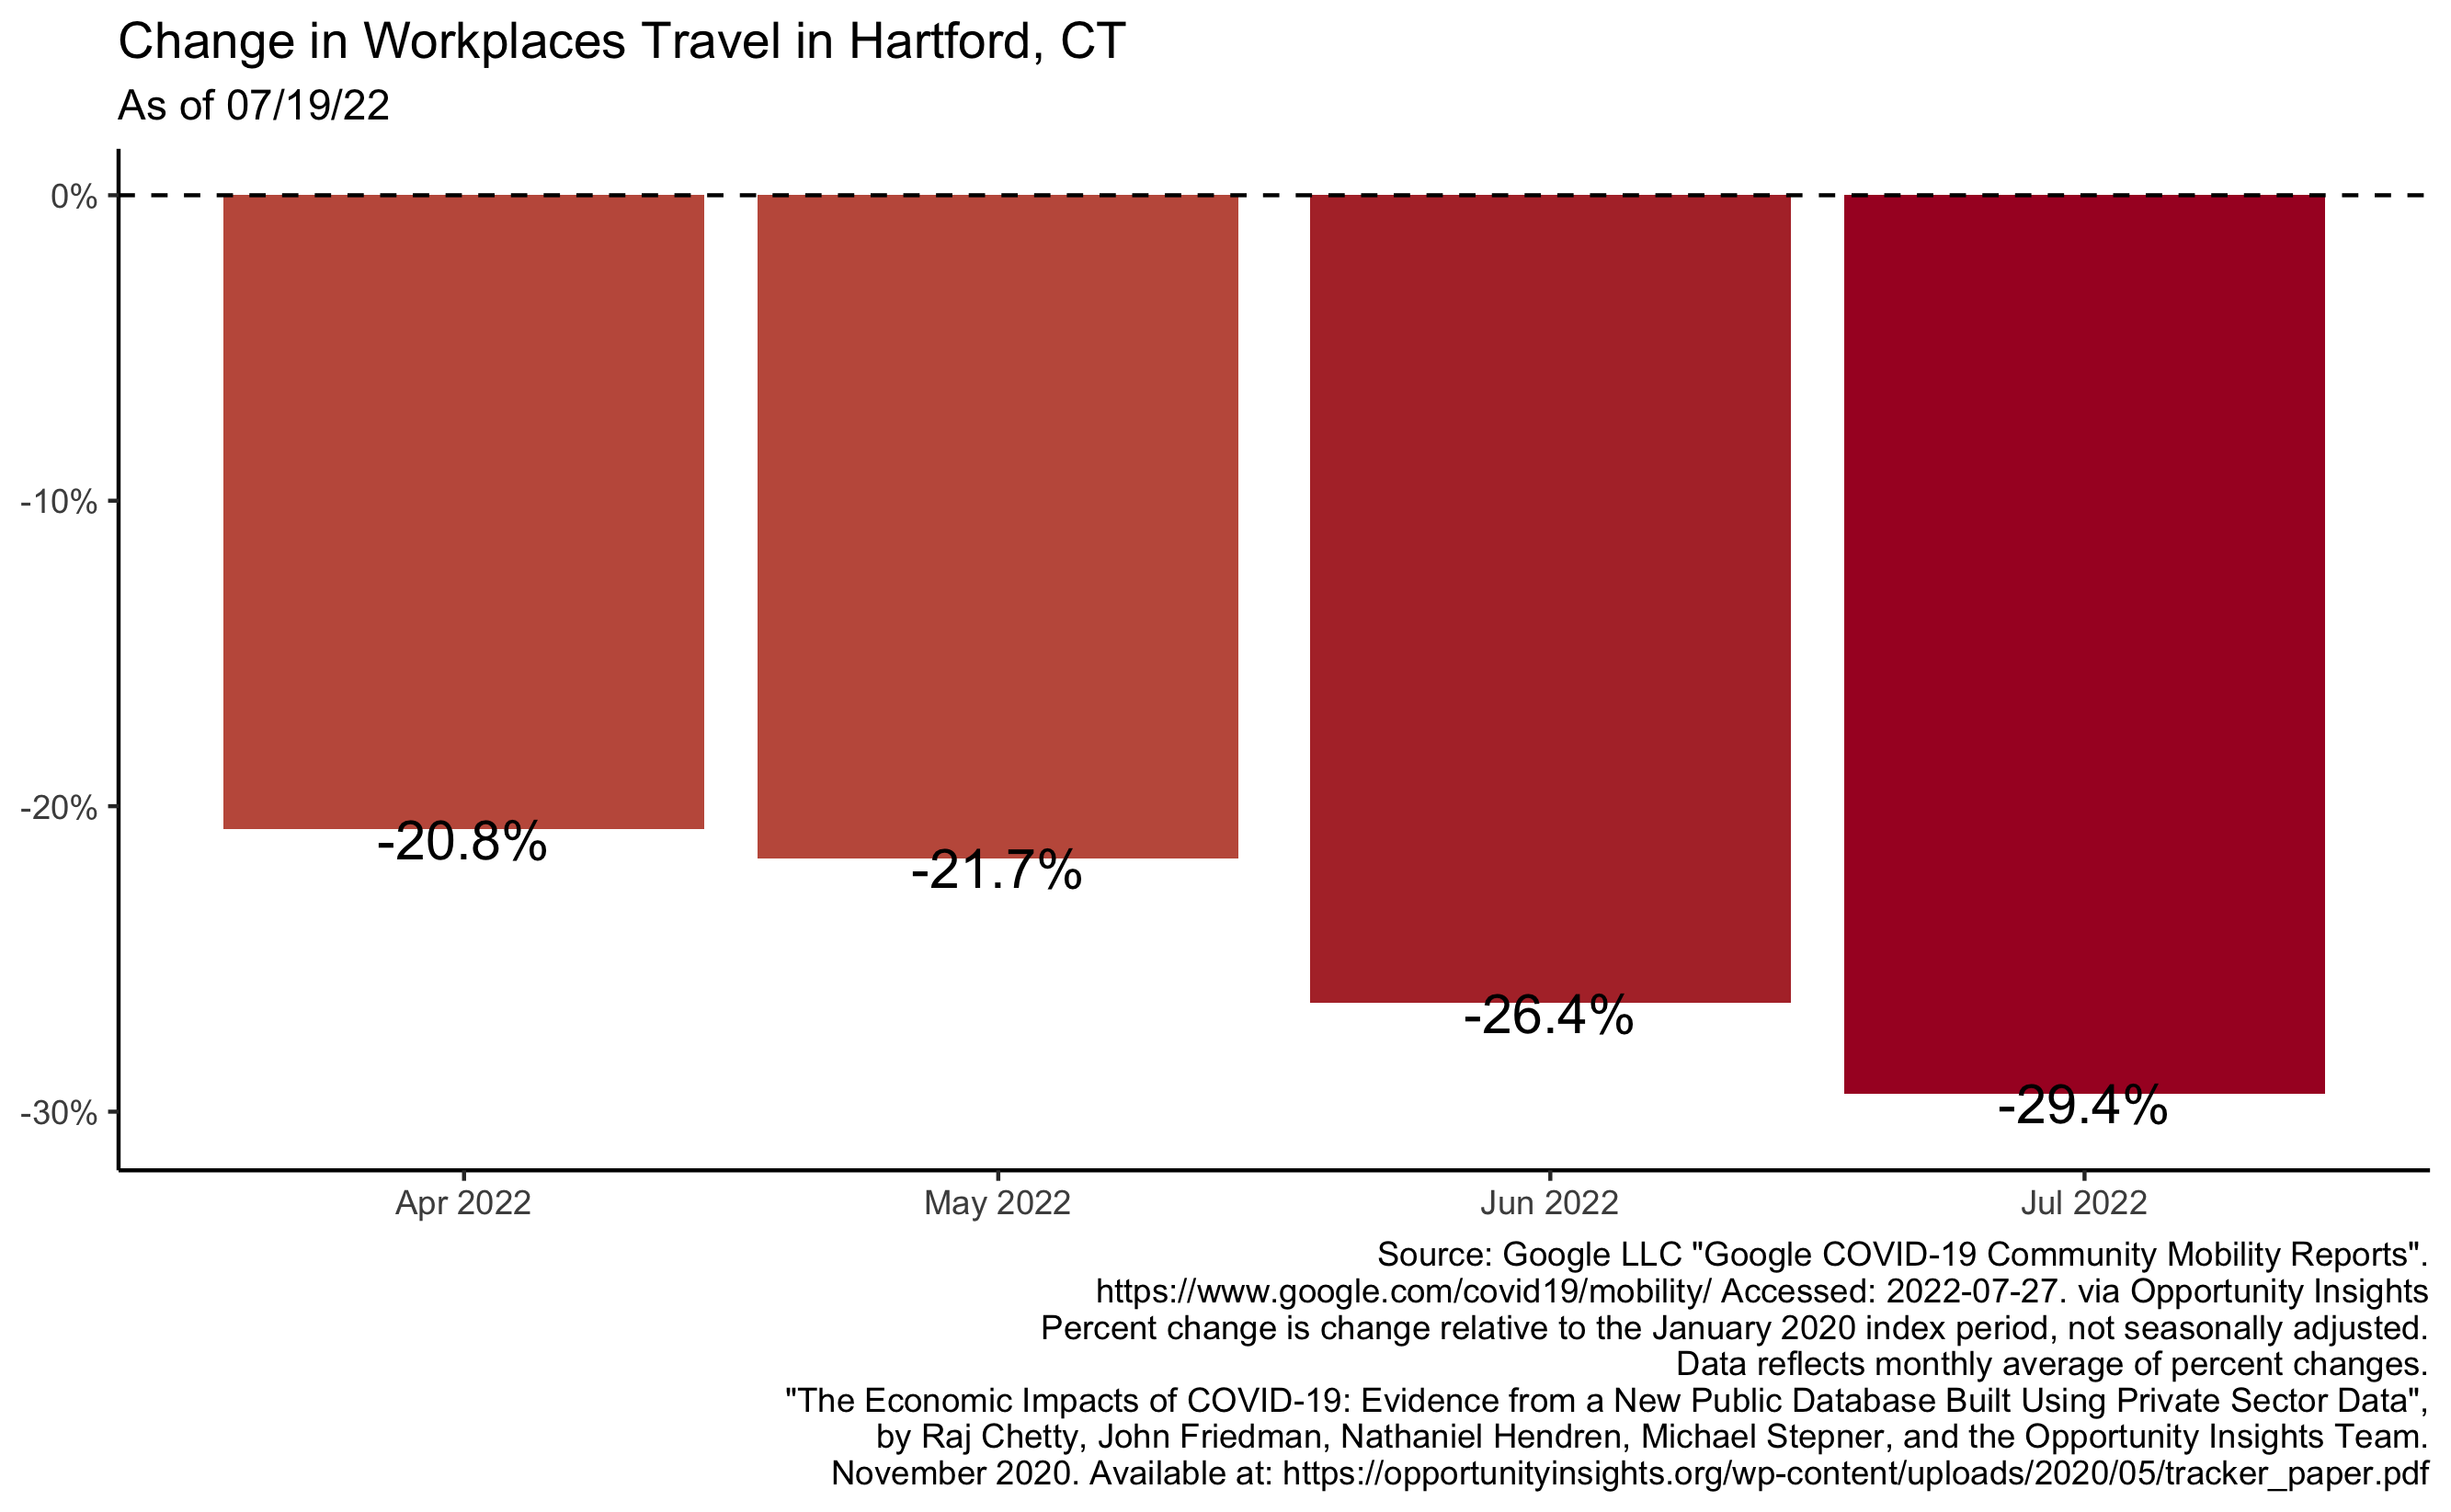 Change in Workplaces Travel in Hartford, CT
As of 07/19/22
0%
-10%
-20%
-30%
-20.8%
-21.7%
-26.4%
-29.4%
Apr 2022
May 2022
Jun 2022
Jul 2022
Source: Google LLC "Google COVID-19 Community Mobility Reports".
https://www.google.com/covid19/mobility/ Accessed: 2022-07-27. via Opportunity Insights
Percent change is change relative to the January 2020 index period, not seasonally adjusted.
Data reflects monthly average of percent changes.
"The Economic Impacts of COVID-19: Evidence from a New Public Database Built Using Private Sector Data",
by Raj Chetty, John Friedman, Nathaniel Hendren, Michael Stepner, and the Opportunity Insights Team.
November 2020. Available at: https://opportunityinsights.org/wp-content/uploads/2020/05/tracker_paper.pdf